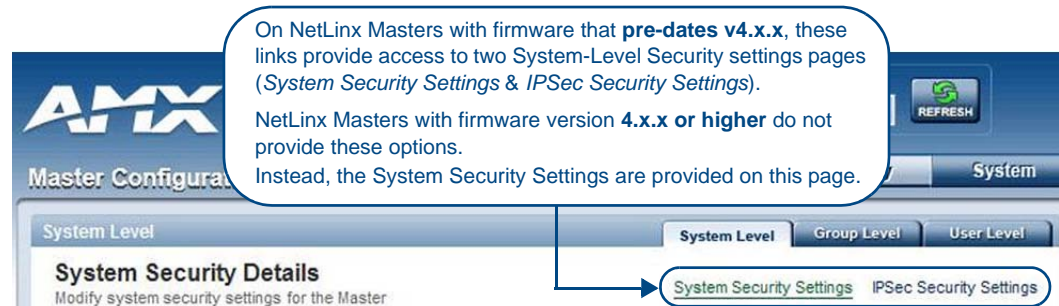 On NetLinx Masters with firmware that pre-dates v4.x.x, these
links provide access to two System-Level Security settings pages
(System Security Settings & IPSec Security Settings).
NetLinx Masters with firmware version 4.x.x or higher do not
provide these options.
Instead, the System Security Settings are provided on this page.
AMX
REFRESH
Master
System
System Level
System Level Group Level User Level
System Security Details
System Security Settings IPSec Security Settings
Modify system security settings for the Master